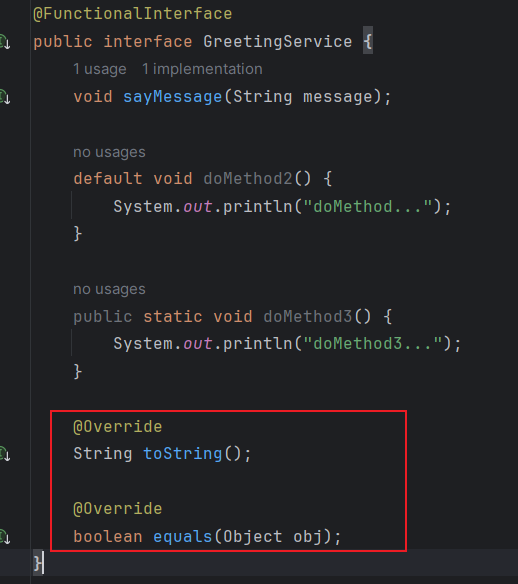 @FunctionalInterface
public interface GreetingService {
1 usage 1 implementation
void sayMessage(String message);
no usages
default void doMethod2() {
System.out.println("doMethod...");
}
no usages
public static void doMethod3() {
System.out.println("doMethod3...");
}
@Override
String toString();
@Override
boolean equals(Object obj);
}